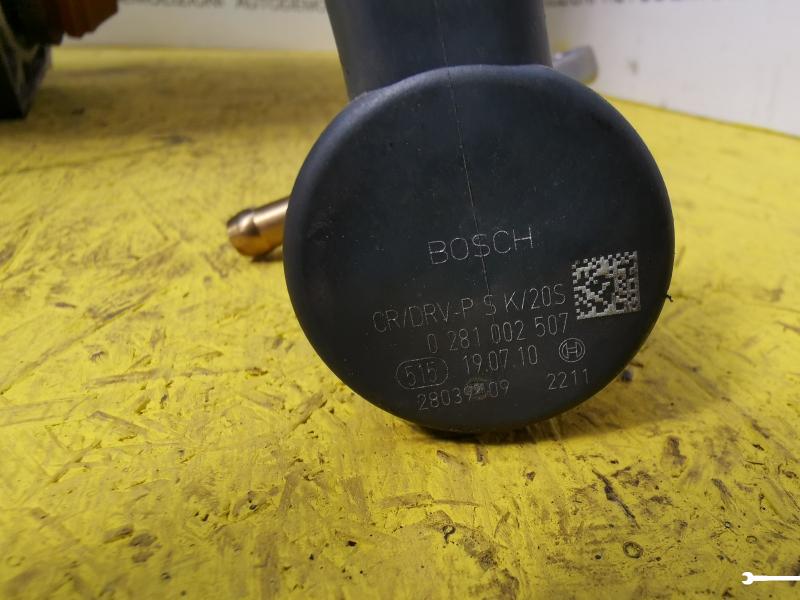 BOSCH
CR/DRV-P S K/20S
0 281 002 507
515 19.07.10 H
2211